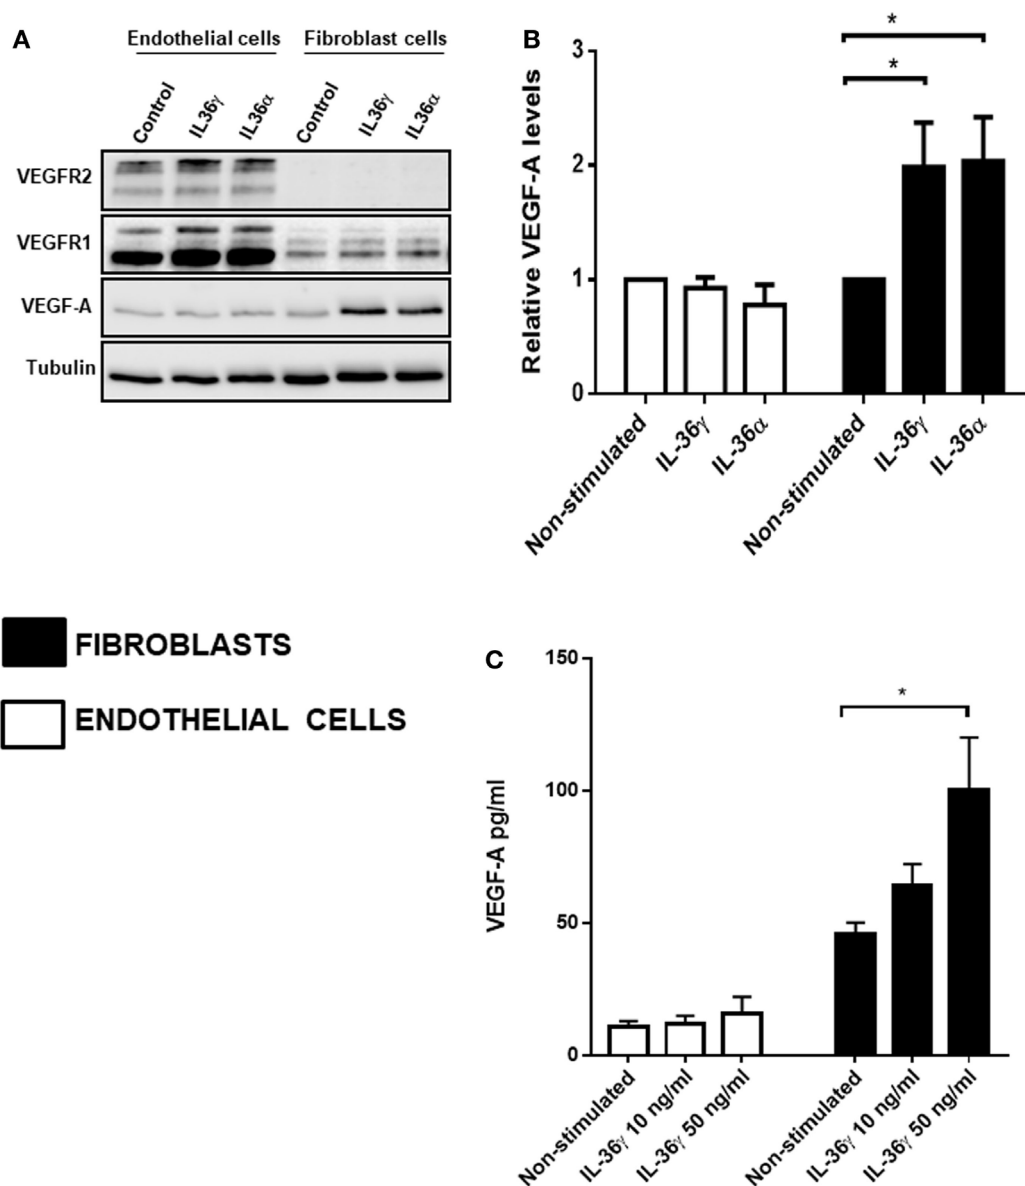 A
Endothelial cells
Fibroblast cells
Control
IL36γ
IL36α
Control
IL36γ
IL36α
VEGFR2
VEGFR1
VEGF-A
Tubulin
B
Relative VEGF-A levels
3
2
1
0
*
*
Non-stimulated
IL-36γ
IL-36α
Non-stimulated
IL-36γ
IL-36α
FIBROBLASTS
ENDOTHELIAL CELLS
C
VEGF-A pg/ml
150
100
50
0
*
Non-stimulated
IL-36γ 10 ng/ml
IL-36γ 50 ng/ml
Non-stimulated
IL-36γ 10 ng/ml
IL-36γ 50 ng/ml